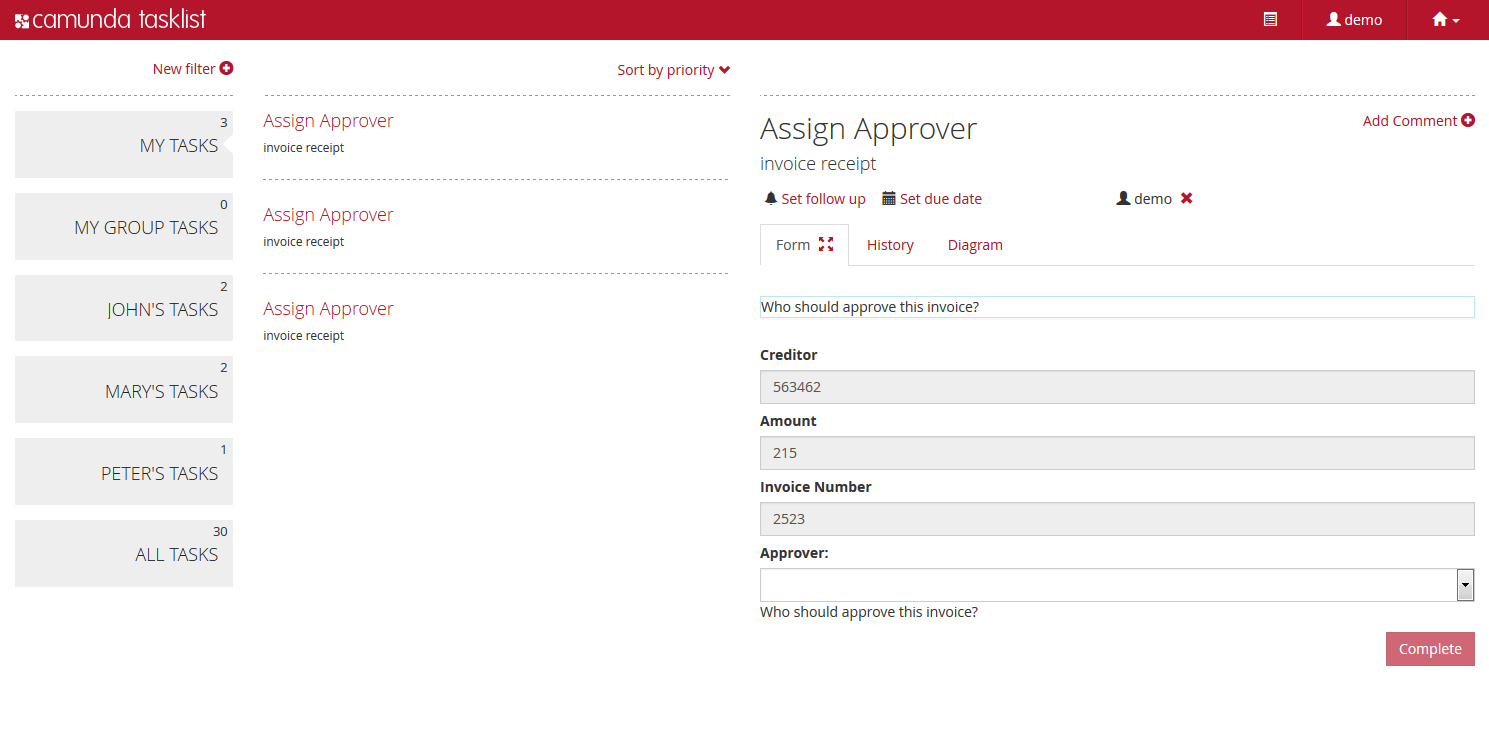 camunda tasklist
demo
New filter
3
MY TASKS
0
MY GROUP TASKS
2
JOHN'S TASKS
2
MARY'S TASKS
1
PETER'S TASKS
30
ALL TASKS
Sort by priority
Assign Approver
invoice receipt
Assign Approver
invoice receipt
Assign Approver
invoice receipt
Assign Approver
Add Comment
invoice receipt
Set follow up Set due date demo
Form History Diagram
Who should approve this invoice?
Creditor
563462
Amount
215
Invoice Number
2523
Approver:
Who should approve this invoice?
Complete